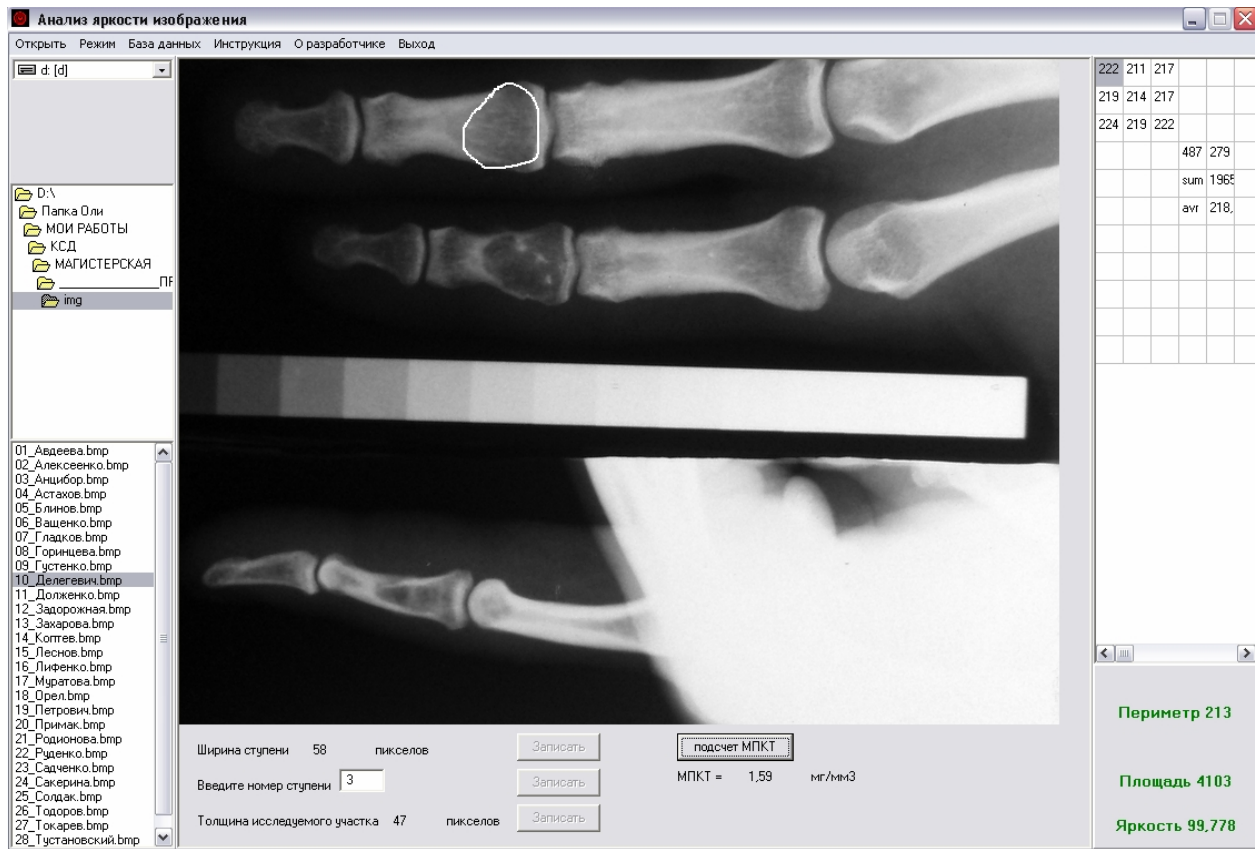 Анализ яркости изображения
Открыть Режим База данных Инструкция О разработчике Выход
d: [d]
D:\
Папка Оли
МОИ РАБОТЫ
КСД
МАГИСТЕРСКАЯ
img
01_Авдеева.bmp
02_Алексеенко.bmp
03_Анцибор.bmp
04_Астахов.bmp
05_Блинов.bmp
06_Ващенко.bmp
07_Гладков.bmp
08_Горинцева.bmp
09_Густенко.bmp
10_Делегевич.bmp
11_Долженко.bmp
12_Задорожная.bmp
13_Захарова.bmp
14_Коптев.bmp
15_Леснов.bmp
16_Лифенко.bmp
17_Муратова.bmp
18_Орел.bmp
19_Петрович.bmp
20_Примак.bmp
21_Родионова.bmp
22_Руденко.bmp
23_Садченко.bmp
24_Сакерина.bmp
25_Солдак.bmp
26_Тодоров.bmp
27_Токарев.bmp
28_Тустановский.bmp
Ширина ступени 58 пикселов Записать
Введите номер ступени 3 Записать
Толщина исследуемого участка 47 пикселов Записать
подсчет МПКТ
МПКТ = 1,59 мг/мм3
222 211 217
219 214 217
224 219 222
487 279
sum 1965
avr 218,
Периметр 213
Площадь 4103
Яркость 99,778